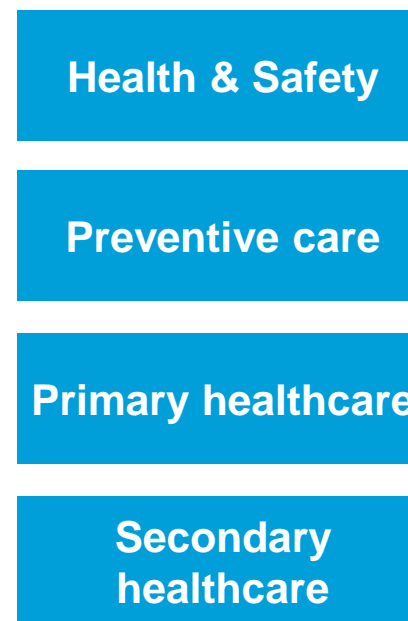 Health & Safety
Preventive care
Primary healthcare
Secondary
healthcare